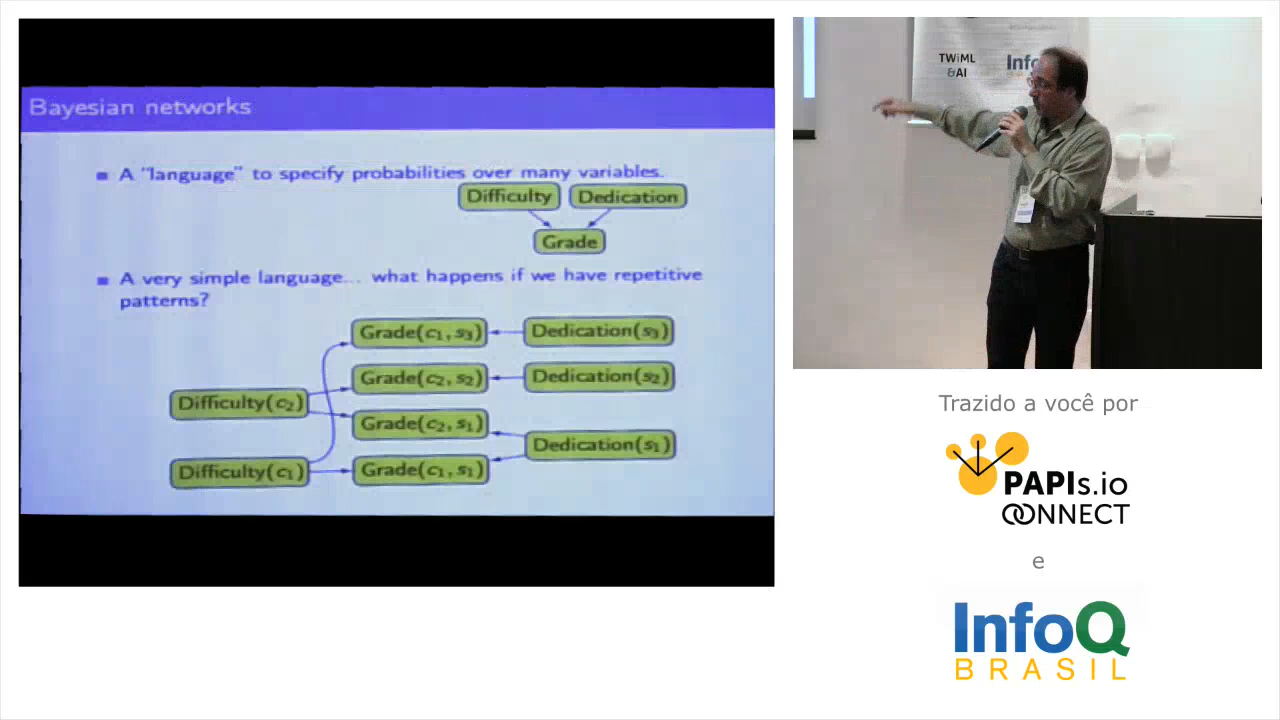 Bayesian networks
A "language" to specify probabilities over many variables.
Difficulty
Dedication
Grade
A very simple language... what happens if we have repetitive
patterns?
Grade(c₁, s₃)
Dedication(s₃)
Grade(c₂, s₂)
Dedication(s₂)
Difficulty(c₂)
Grade(c₂, s₁)
Dedication(s₁)
Difficulty(c₁)
Grade(c₁, s₁)
TWiML
&AI
Trazido a você por
PAPIs.io
CONNECT
e
InfoQ
BRASIL